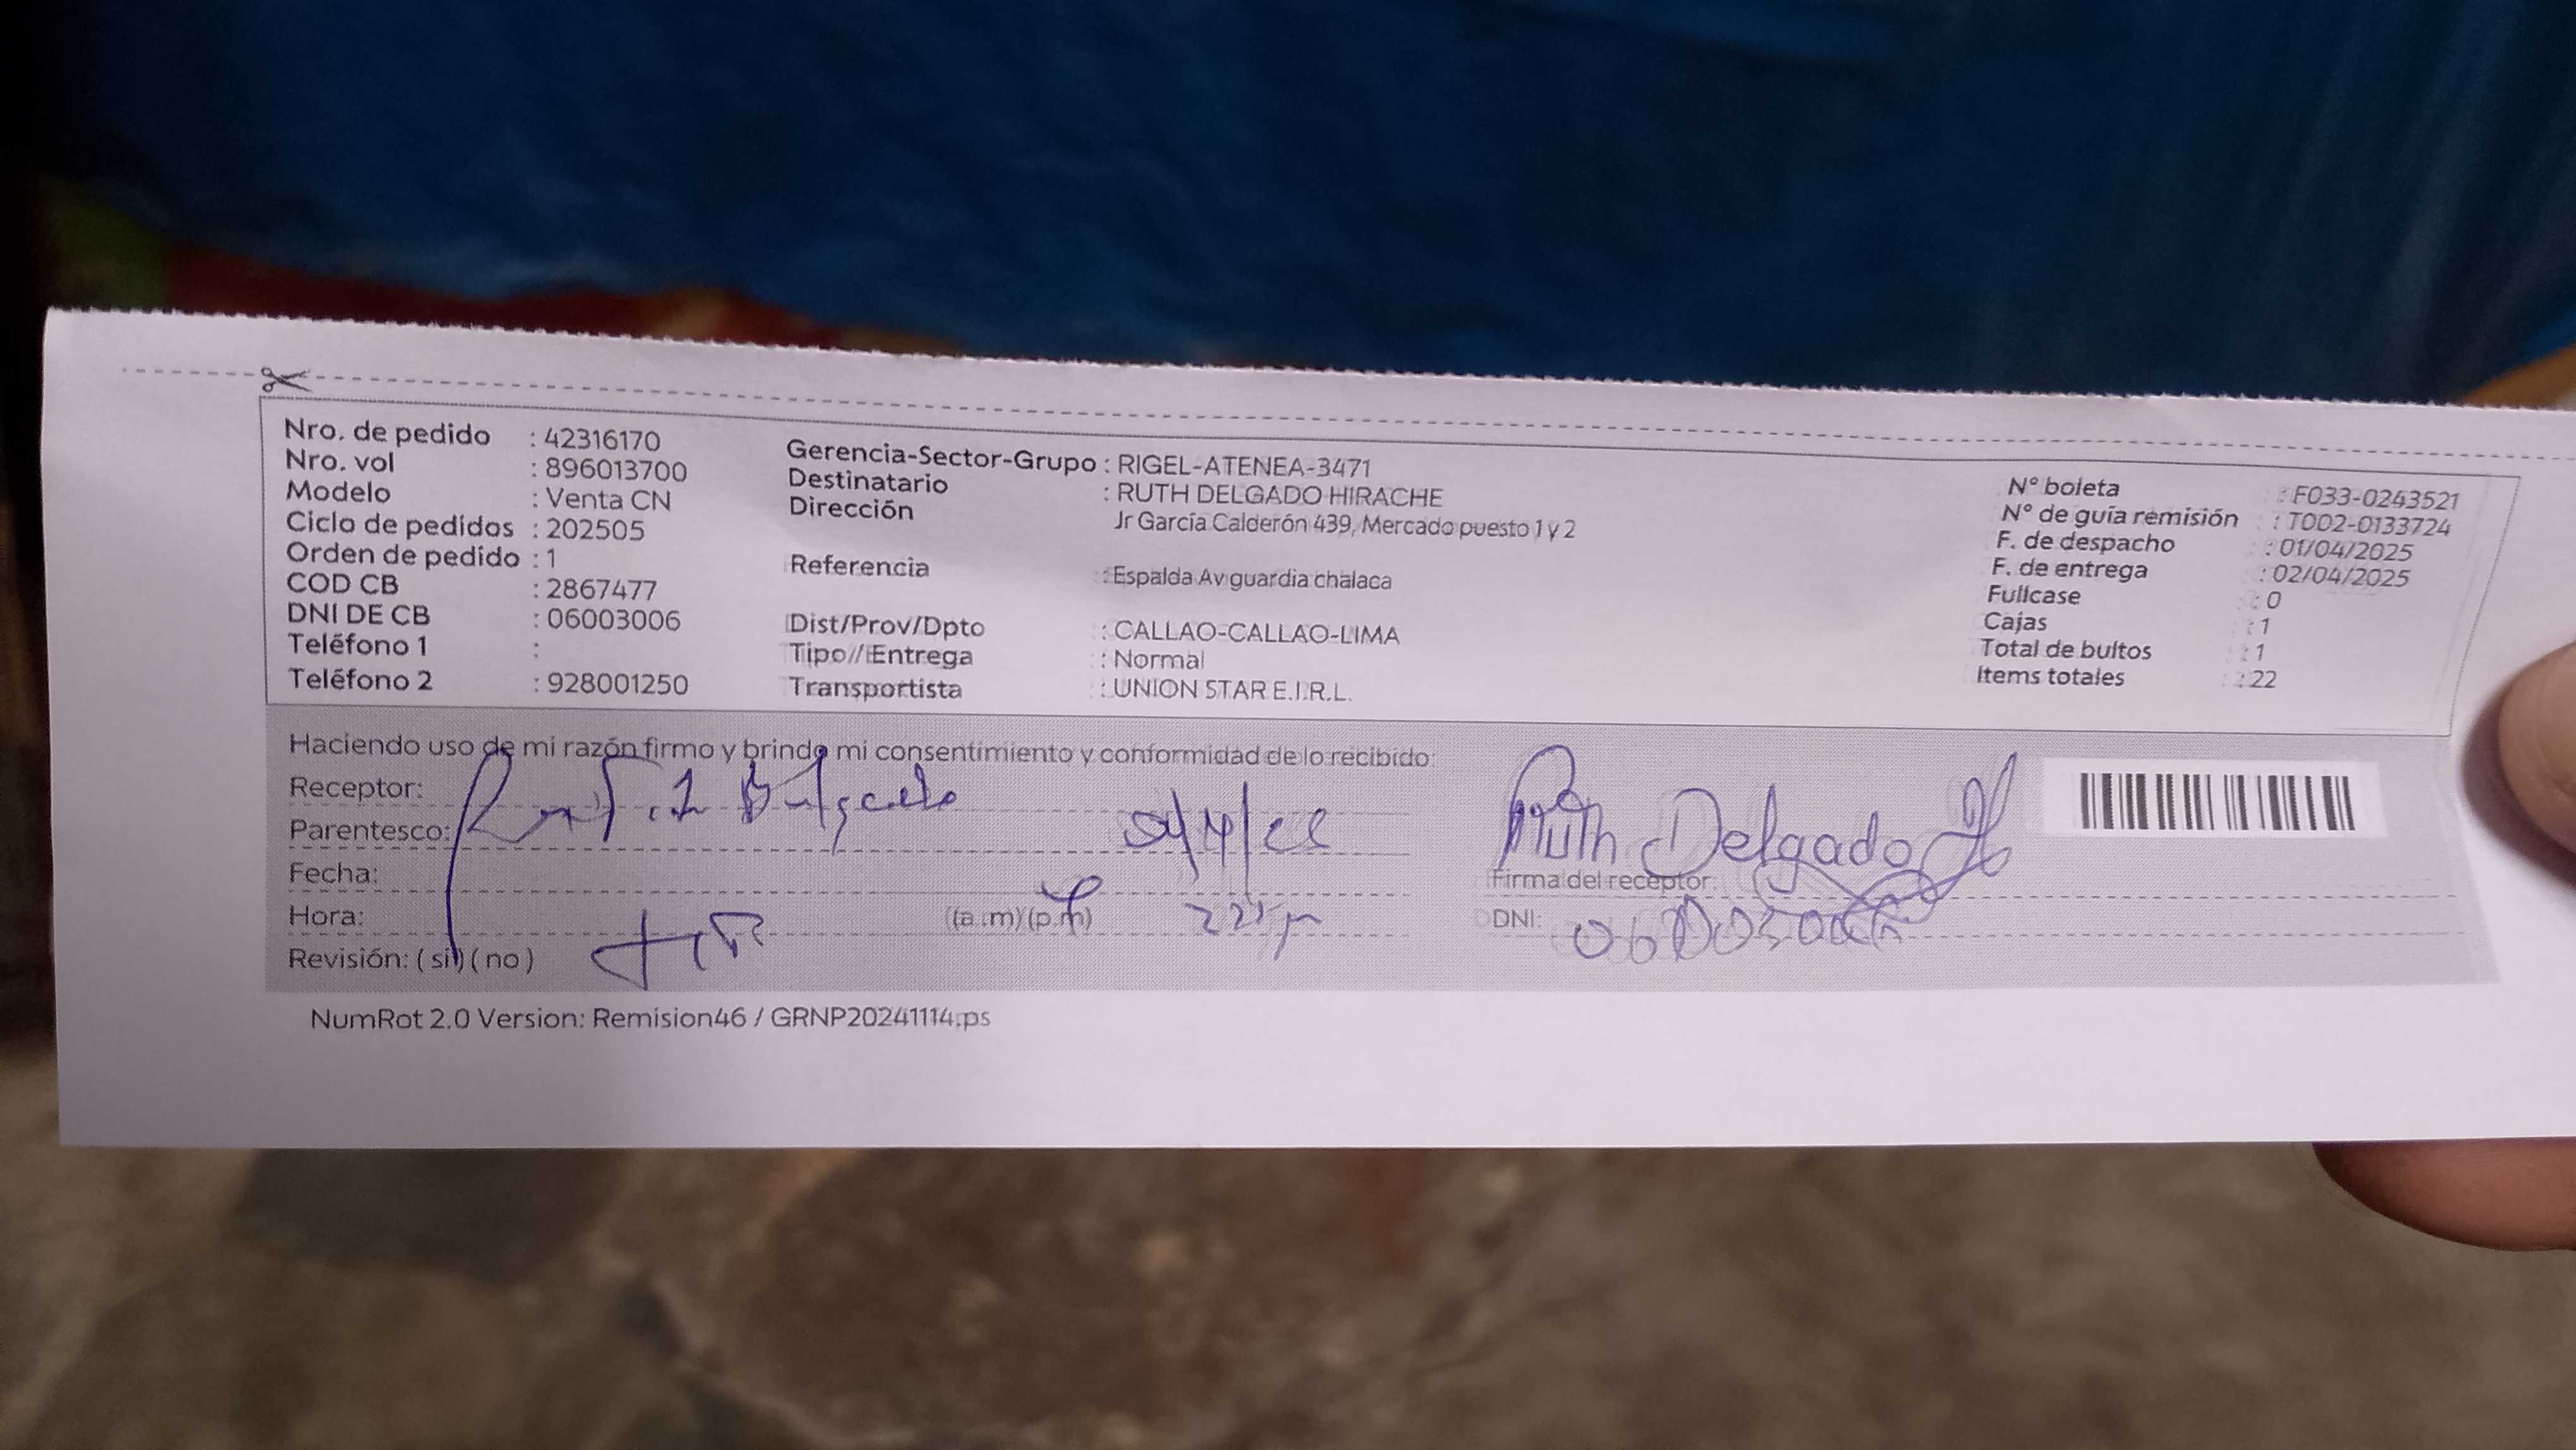 Nro. de pedido : 42316170
Nro. vol : 896013700
Modelo : Venta CN
Ciclo de pedidos : 202505
Orden de pedido : 1
COD CB : 2867477
DNI DE CB : 06003006
Teléfono 1 :
Teléfono 2 : 928001250
Gerencia-Sector-Grupo : RIGEL-ATENEA-3471
Destinatario : RUTH DELGADO HIRACHE
Dirección Jr García Calderón 439, Mercado puesto 1 y 2
Referencia : Espalda Av guardia chalaca
Dist/Prov/Dpto : CALLAO-CALLAO-LIMA
Tipo//Entrega : Normal
Transportista : UNION STAR E.I.R.L.
N° boleta : F033-0243521
N° de guía remisión : T002-0133724
F. de despacho : 01/04/2025
F. de entrega : 02/04/2025
Fullcase : 0
Cajas : 1
Total de bultos : 1
Items totales : 22
Haciendo uso de mi razón firmo y brindo mi consentimiento y conformidad de lo recibido:
Receptor:
Parentesco:
Fecha:
Hora: (a.m)(p.m)
Revisión: (si) (no)
Ruth Delgado H
Firma del receptor:
DNI:
NumRot 2.0 Version: Remision46 / GRNP20241114.ps